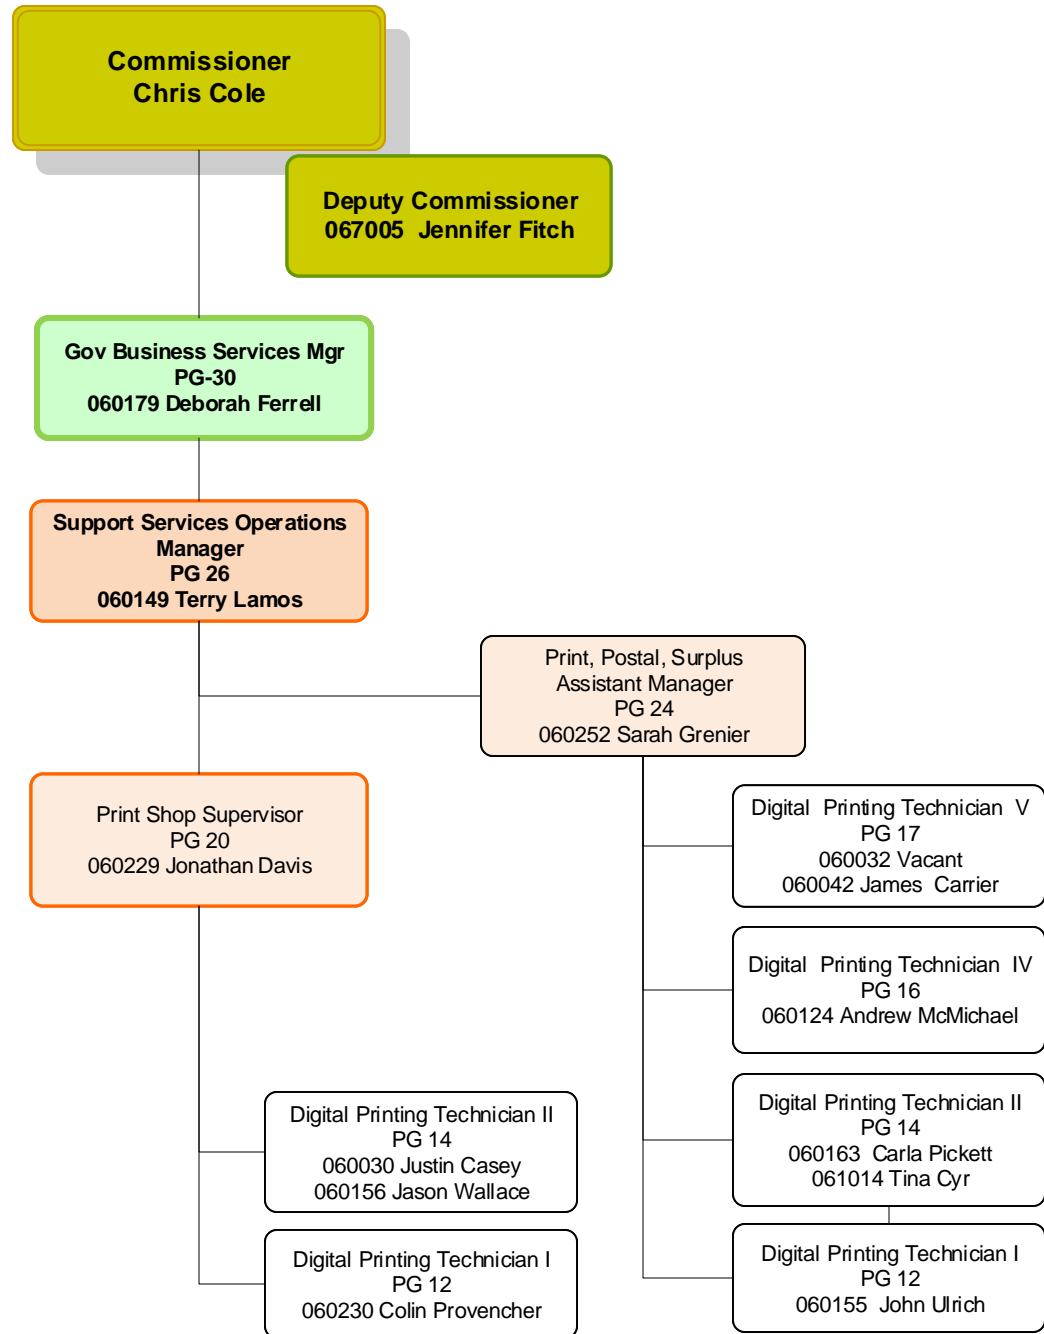 Commissioner
Chris Cole
Deputy Commissioner
067005 Jennifer Fitch
Gov Business Services Mgr
PG-30
060179 Deborah Ferrell
Support Services Operations
Manager
PG 26
060149 Terry Lamos
Print, Postal, Surplus
Assistant Manager
PG 24
060252 Sarah Grenier
Print Shop Supervisor
PG 20
060229 Jonathan Davis
Digital Printing Technician V
PG 17
060032 Vacant
060042 James Carrier
Digital Printing Technician IV
PG 16
060124 Andrew McMichael
Digital Printing Technician II
PG 14
060030 Justin Casey
060156 Jason Wallace
Digital Printing Technician II
PG 14
060163 Carla Pickett
061014 Tina Cyr
Digital Printing Technician I
PG 12
060230 Colin Provencher
Digital Printing Technician I
PG 12
060155 John Ulrich